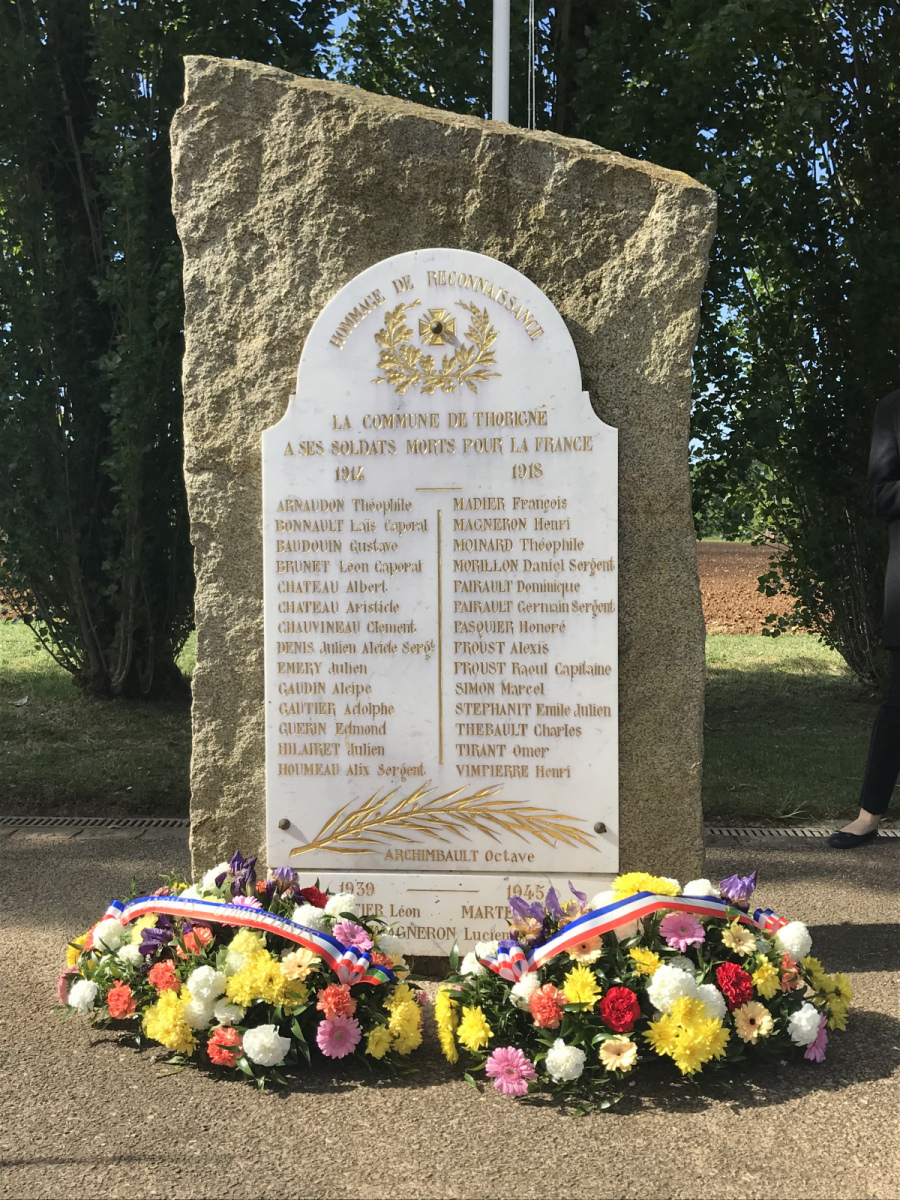 HOMMAGE DE RECONNAISSANCE
LA COMMUNE DE THORIGNÉ
A SES SOLDATS MORTS POUR LA FRANCE
1914 1918
ARNAUDON Théophile
BONNAULT Laïs Caporal
BAUDOUIN Gustave
BRUNET Léon Caporal
CHATEAU Albert
CHATEAU Aristide
CHAUVINEAU Clément
DENIS Julien Alcide Sergt
EMERY Julien
GAUDIN Alcipe
GAUTIER Adolphe
GUERIN Edmond
HILAIRET Julien
HOUMEAU Alix Sergent
MADIER François
MAGNERON Henri
MOINARD Théophile
MORILLON Daniel Sergent
PAIRAULT Dominique
PAIRAULT Germain Sergent
PASQUIER Honoré
PROUST Alexis
PROUST Raoul Capitaine
SIMON Marcel
STEPHANIT Emile Julien
THEBAULT Charles
TIRANT Omer
VIMPIERRE Henri
ARCHIMBAULT Octave
1939 1945
Léon
MAGNERON Lucien